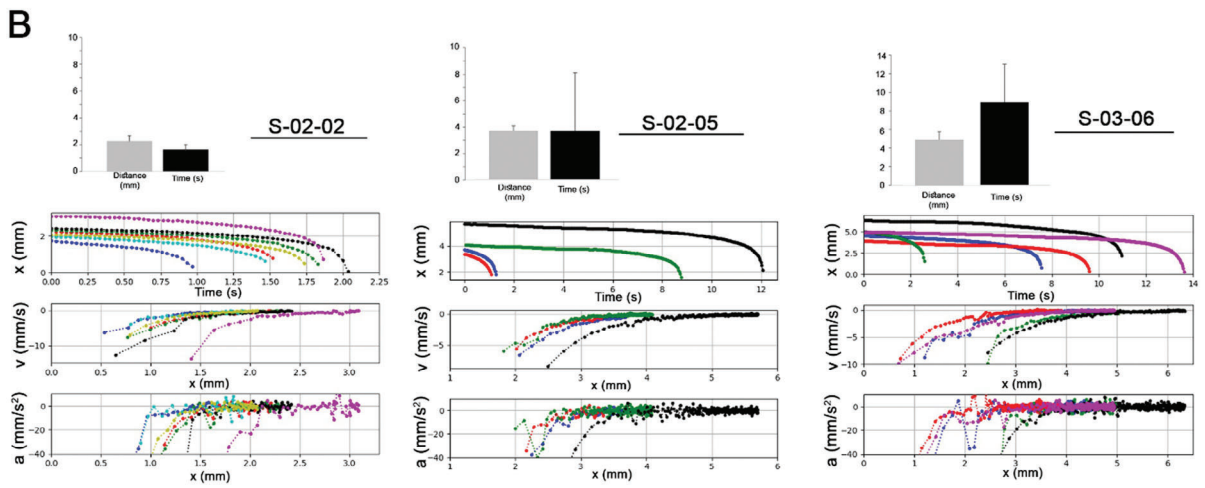 B
10
8
6
4
2
0
Distance
(mm)
Time (s)
S-02-02
10
8
6
4
2
0
Distance
(mm)
Time (s)
S-02-05
14
12
10
8
6
4
2
0
Distance
(mm)
Time (s)
S-03-06
x (mm)
2
0
0.00 0.25 0.50 0.75 1.00 1.25 1.50 1.75 2.00 2.25
Time (s)
x (mm)
4
2
0 2 4 6 8 10 12
Time (s)
x (mm)
5.0
2.5
0.0
0 2 4 6 8 10 12 14
Time (s)
v (mm/s)
0
−10
0.0 0.5 1.0 1.5 2.0 2.5 3.0
x (mm)
v (mm/s)
0
−5
1 2 3 4 5 6
x (mm)
v (mm/s)
0
−5
−10
0 1 2 3 4 5 6
x (mm)
a (mm/s²)
0
−20
−40
0.0 0.5 1.0 1.5 2.0 2.5 3.0
x (mm)
a (mm/s²)
0
−20
−40
1 2 3 4 5 6
x (mm)
a (mm/s²)
0
−20
−40
0 1 2 3 4 5 6
x (mm)